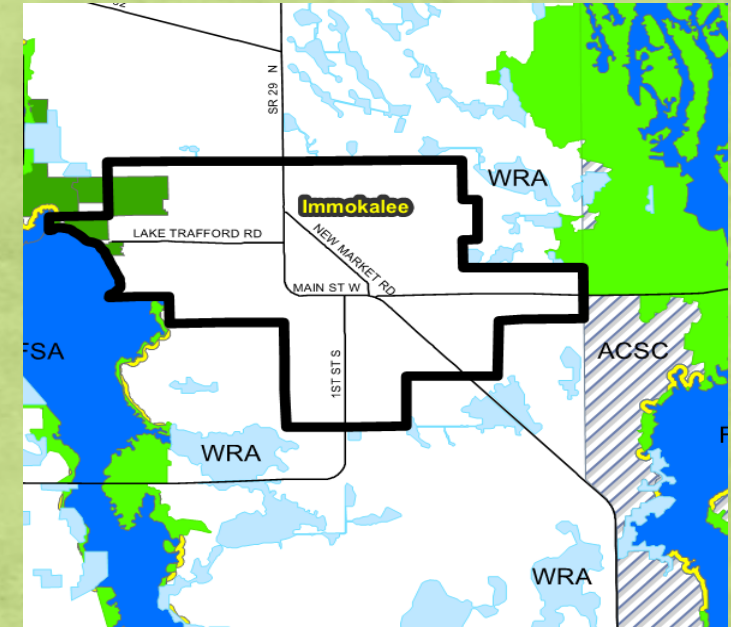 SR 29 N
WRA
Immokalee
LAKE TRAFFORD RD
NEW MARKET RD
MAIN ST W
FSA
1ST ST S
ACSC
WRA
WRA